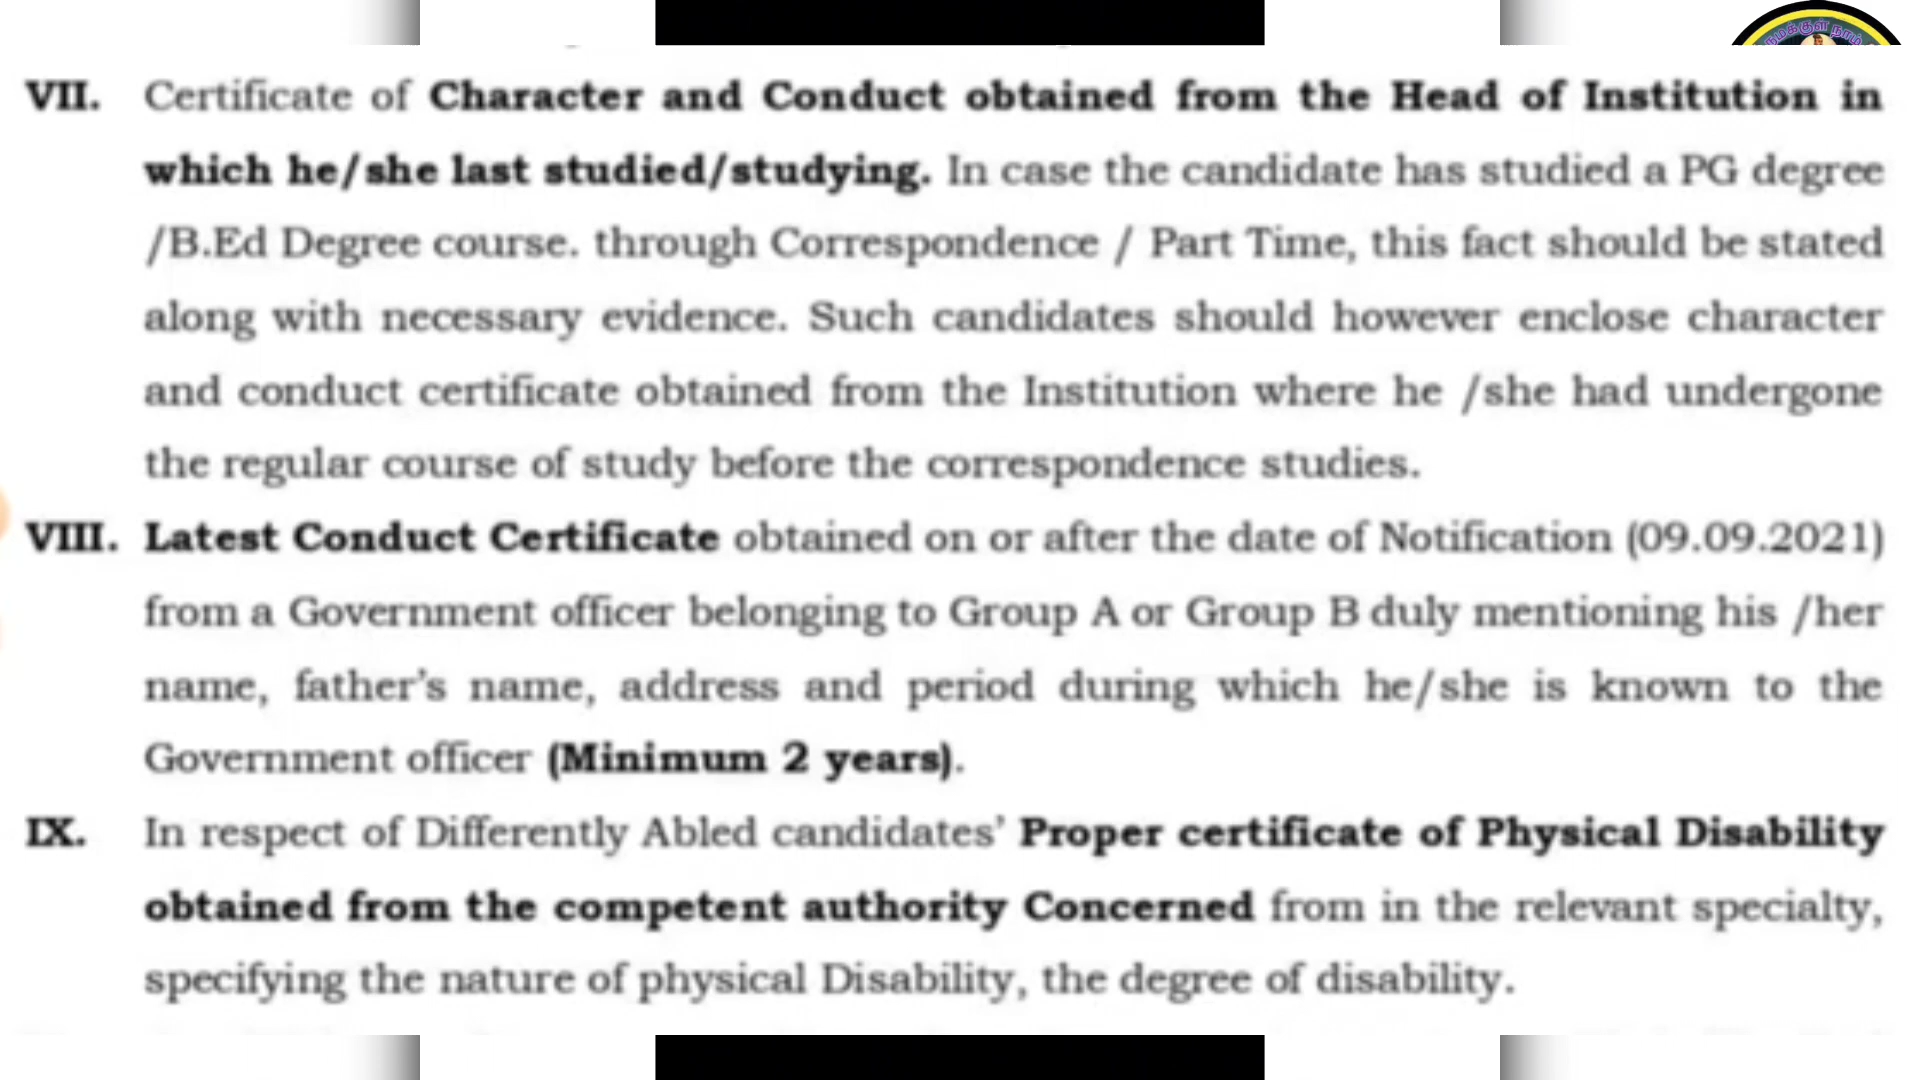 நமக்குள் நாம்
VII. Certificate of Character and Conduct obtained from the Head of Institution in
which he/she last studied/studying. In case the candidate has studied a PG degree
/B.Ed Degree course. through Correspondence / Part Time, this fact should be stated
along with necessary evidence. Such candidates should however enclose character
and conduct certificate obtained from the Institution where he /she had undergone
the regular course of study before the correspondence studies.
VIII. Latest Conduct Certificate obtained on or after the date of Notification (09.09.2021)
from a Government officer belonging to Group A or Group B duly mentioning his /her
name, father's name, address and period during which he/she is known to the
Government officer (Minimum 2 years).
IX. In respect of Differently Abled candidates' Proper certificate of Physical Disability
obtained from the competent authority Concerned from in the relevant specialty,
specifying the nature of physical Disability, the degree of disability.